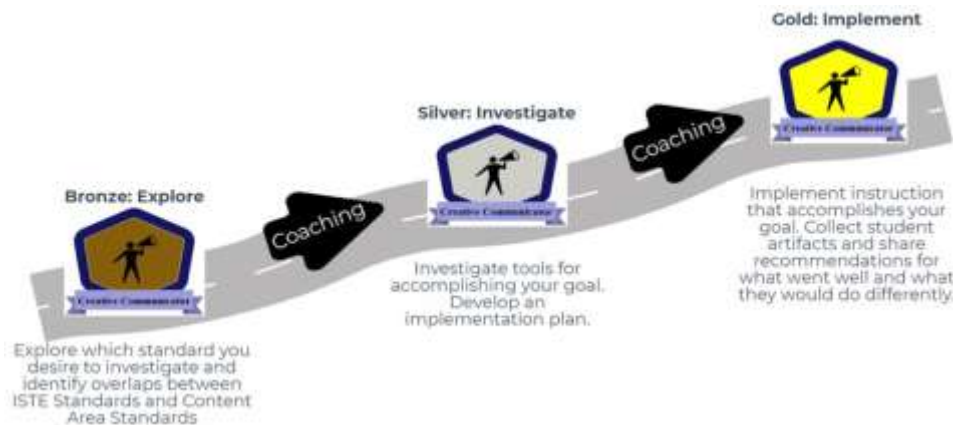 Gold: Implement
Creative Communicator
Coaching
Silver: Investigate
Creative Communicator
Coaching
Bronze: Explore
Creative Communicator
Implement instruction
that accomplishes your
goal. Collect student
artifacts and share
recommendations for
what went well and what
they would do differently.
Investigate tools for
accomplishing your goal.
Develop an
implementation plan.
Explore which standard you
desire to investigate and
identify overlaps between
ISTE Standards and Content
Area Standards